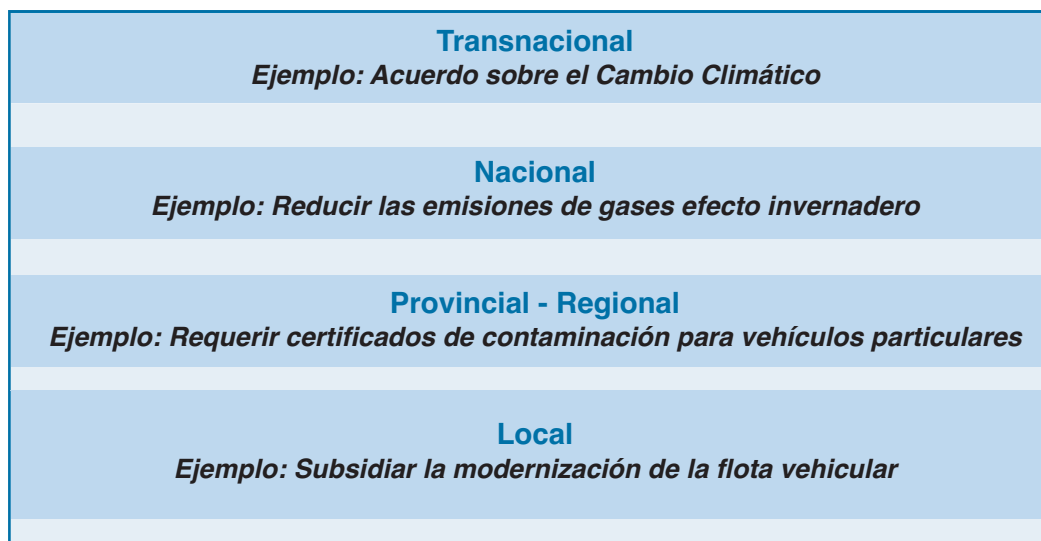 Transnacional
Ejemplo: Acuerdo sobre el Cambio Climático
Nacional
Ejemplo: Reducir las emisiones de gases efecto invernadero
Provincial - Regional
Ejemplo: Requerir certificados de contaminación para vehículos particulares
Local
Ejemplo: Subsidiar la modernización de la flota vehicular